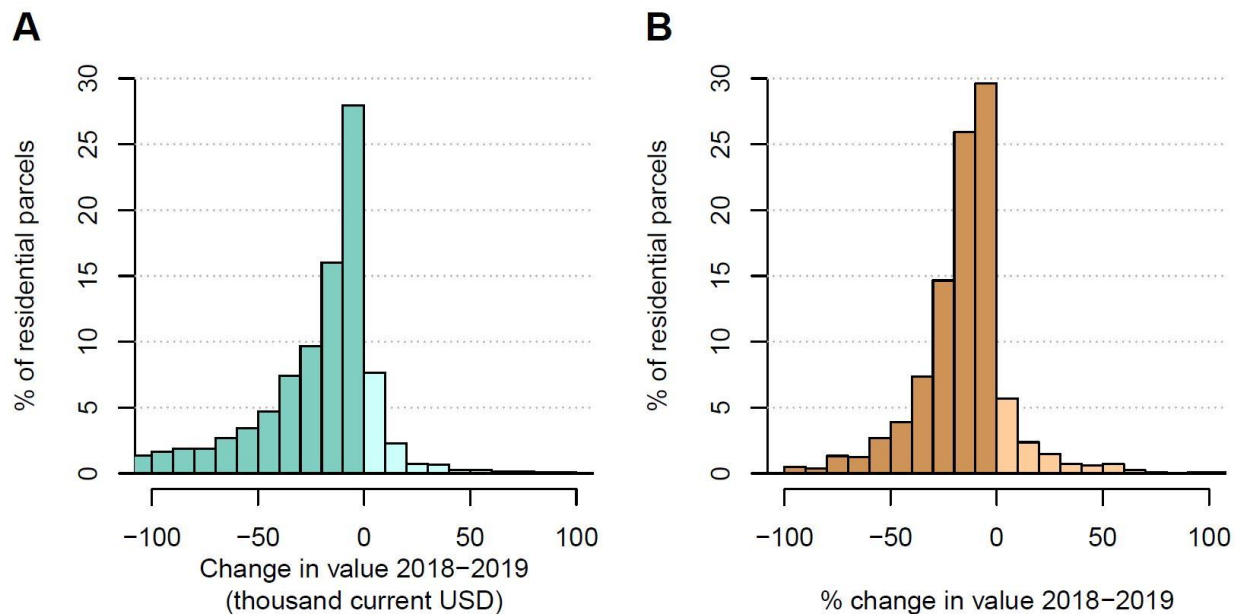 A
B
% of residential parcels
30
25
20
15
10
5
0
−100 −50 0 50 100
Change in value 2018−2019
(thousand current USD)
% of residential parcels
30
25
20
15
10
5
0
−100 −50 0 50 100
% change in value 2018−2019